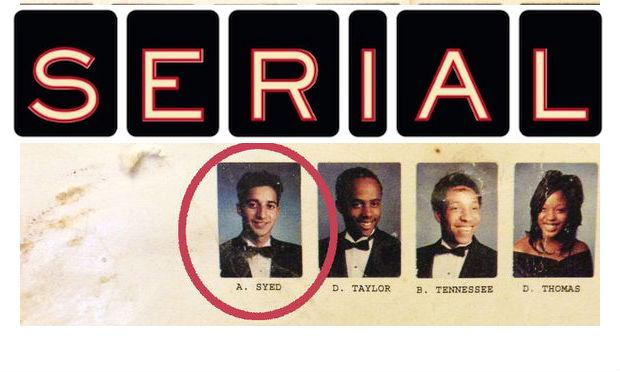 SERIAL
A. SYED D. TAYLOR B. TENNESSEE D. THOMAS